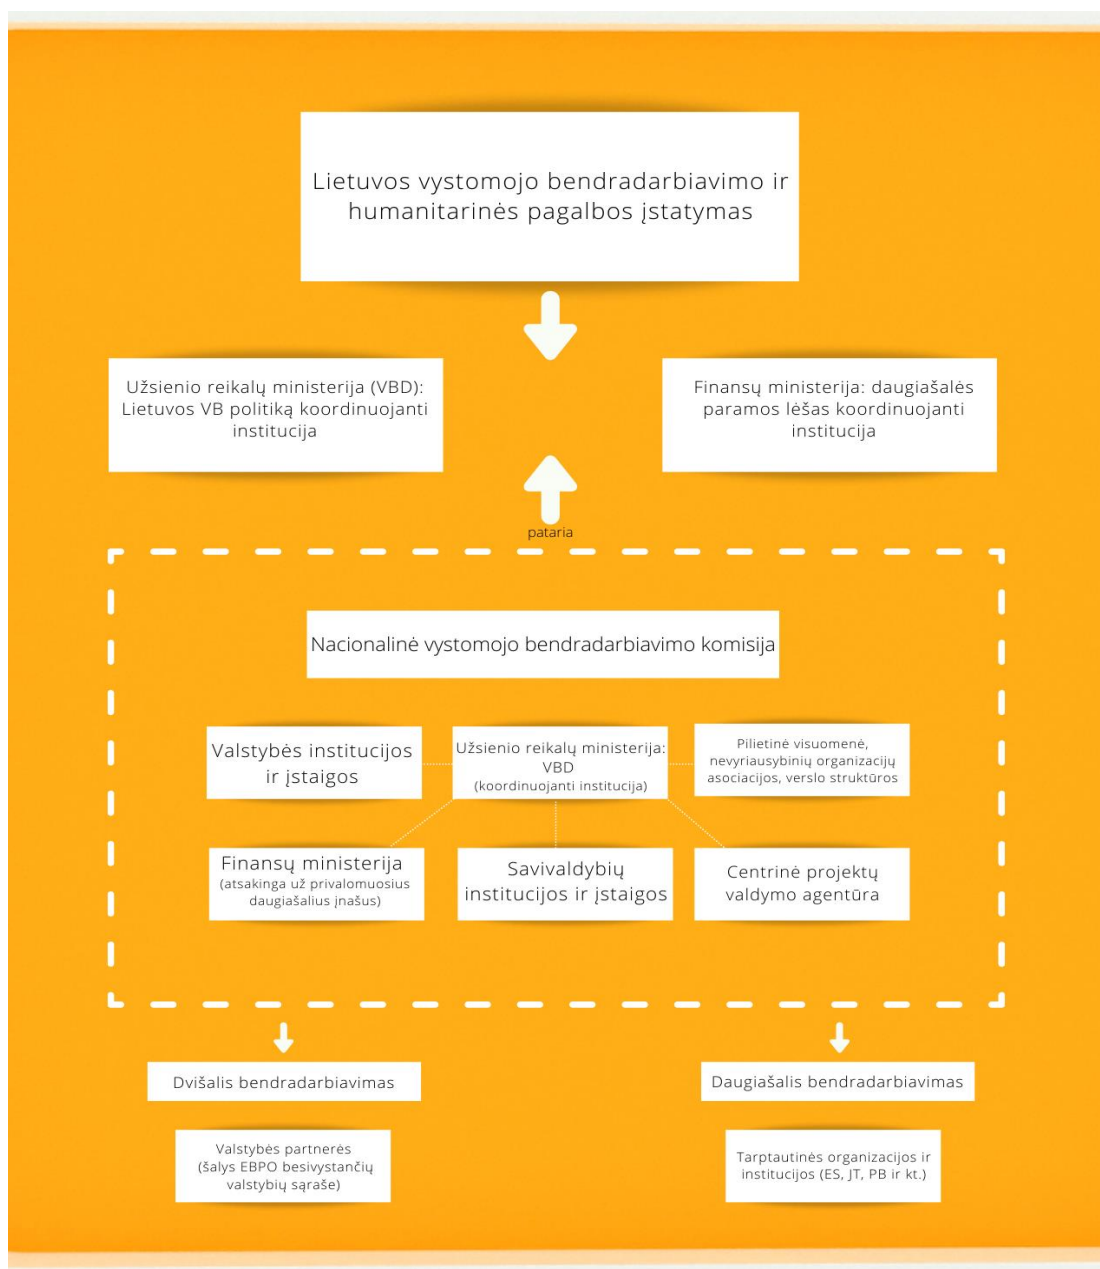 Lietuvos vystomojo bendradarbiavimo ir
humanitarinės pagalbos įstatymas
Užsienio reikalų ministerija (VBD):
Lietuvos VB politiką koordinuojanti
institucija
Finansų ministerija: daugiašalės
paramos lėšas koordinuojanti
institucija
pataria
Nacionalinė vystomojo bendradarbiavimo komisija
Valstybės institucijos
ir įstaigos
Užsienio reikalų ministerija:
VBD
(koordinuojanti institucija)
Pilietinė visuomenė,
nevyriausybinių organizacijų
asociacijos, verslo struktūros
Finansų ministerija
(atsakinga už privalomuosius
daugiašalius įnašus)
Savivaldybių
institucijos ir įstaigos
Centrinė projektų
valdymo agentūra
Dvišalis bendradarbiavimas
Daugiašalis bendradarbiavimas
Valstybės partnerės
(šalys EBPO besivystančių
valstybių sąraše)
Tarptautinės organizacijos ir
institucijos (ES, JT, PB ir kt.)